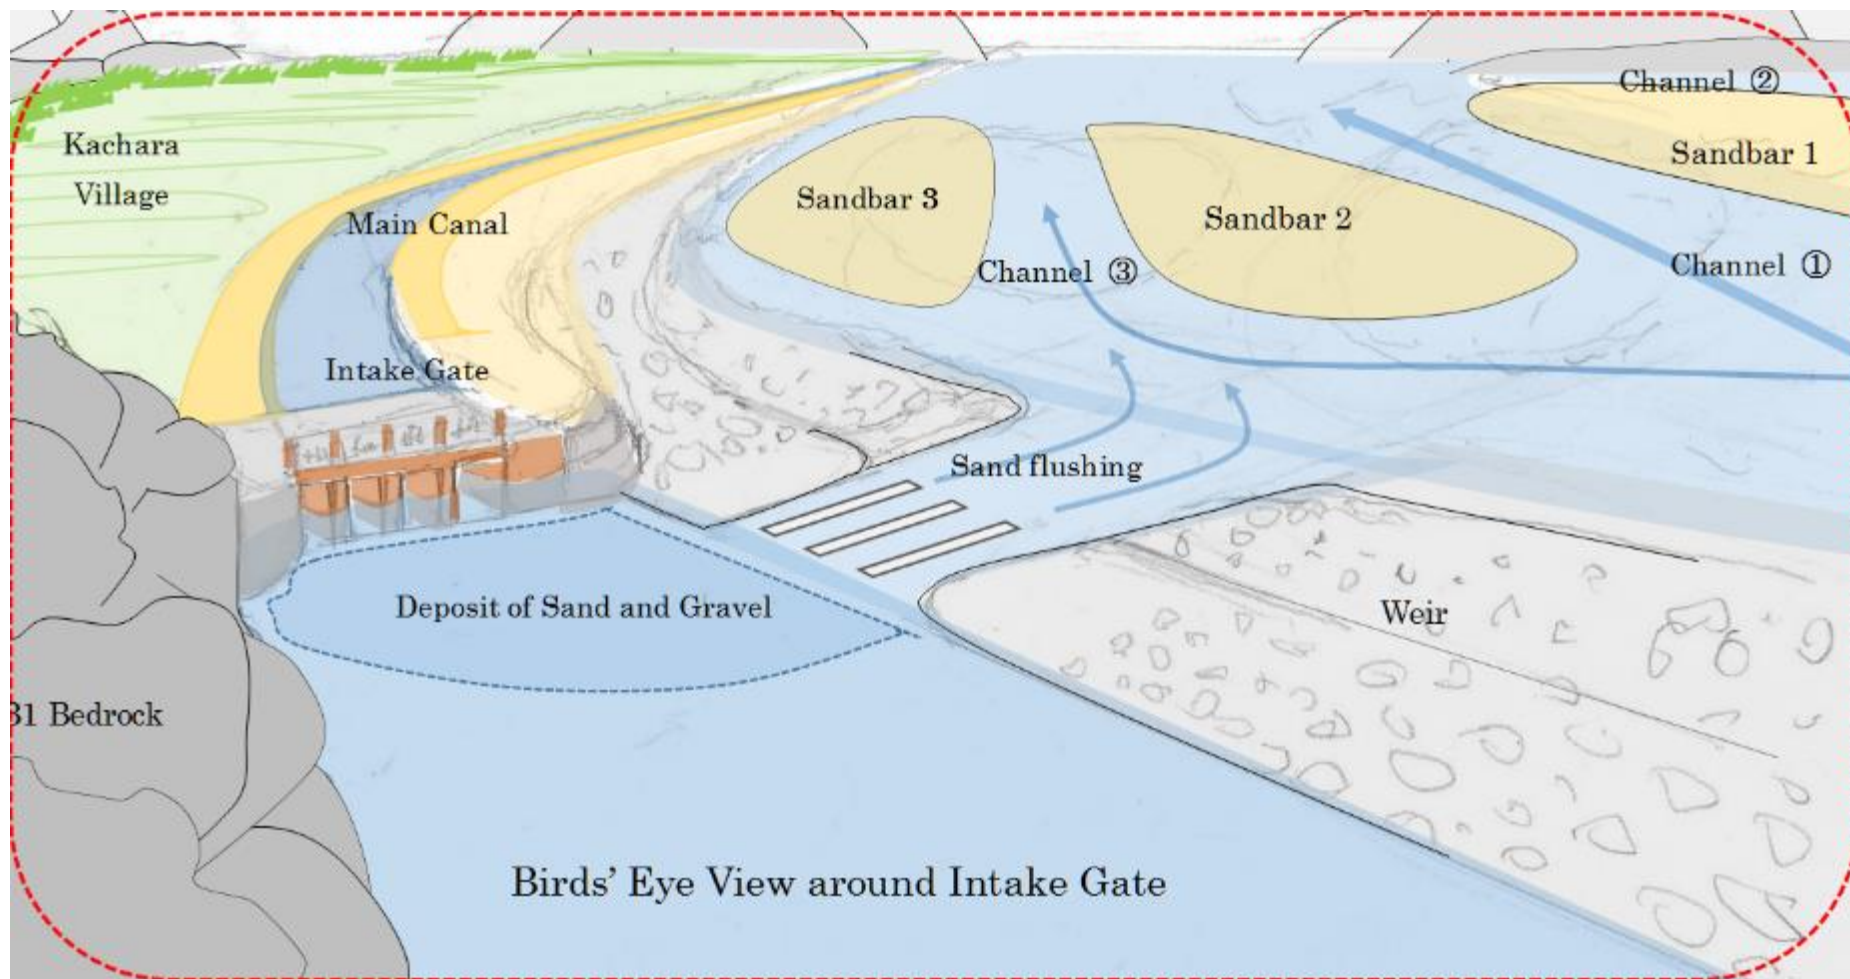 Channel ②
Kachara
Village
Sandbar 1
Sandbar 3
Sandbar 2
Main Canal
Channel ③
Channel ①
Intake Gate
Sand flushing
Deposit of Sand and Gravel
Weir
31 Bedrock
Birds’ Eye View around Intake Gate